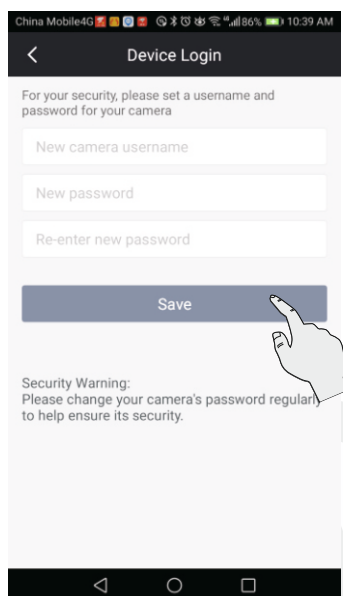 China Mobile4G 86% 10:39 AM
Device Login
For your security, please set a username and
password for your camera
New camera username
New password
Re-enter new password
Save
Security Warning:
Please change your camera's password regularly
to help ensure its security.